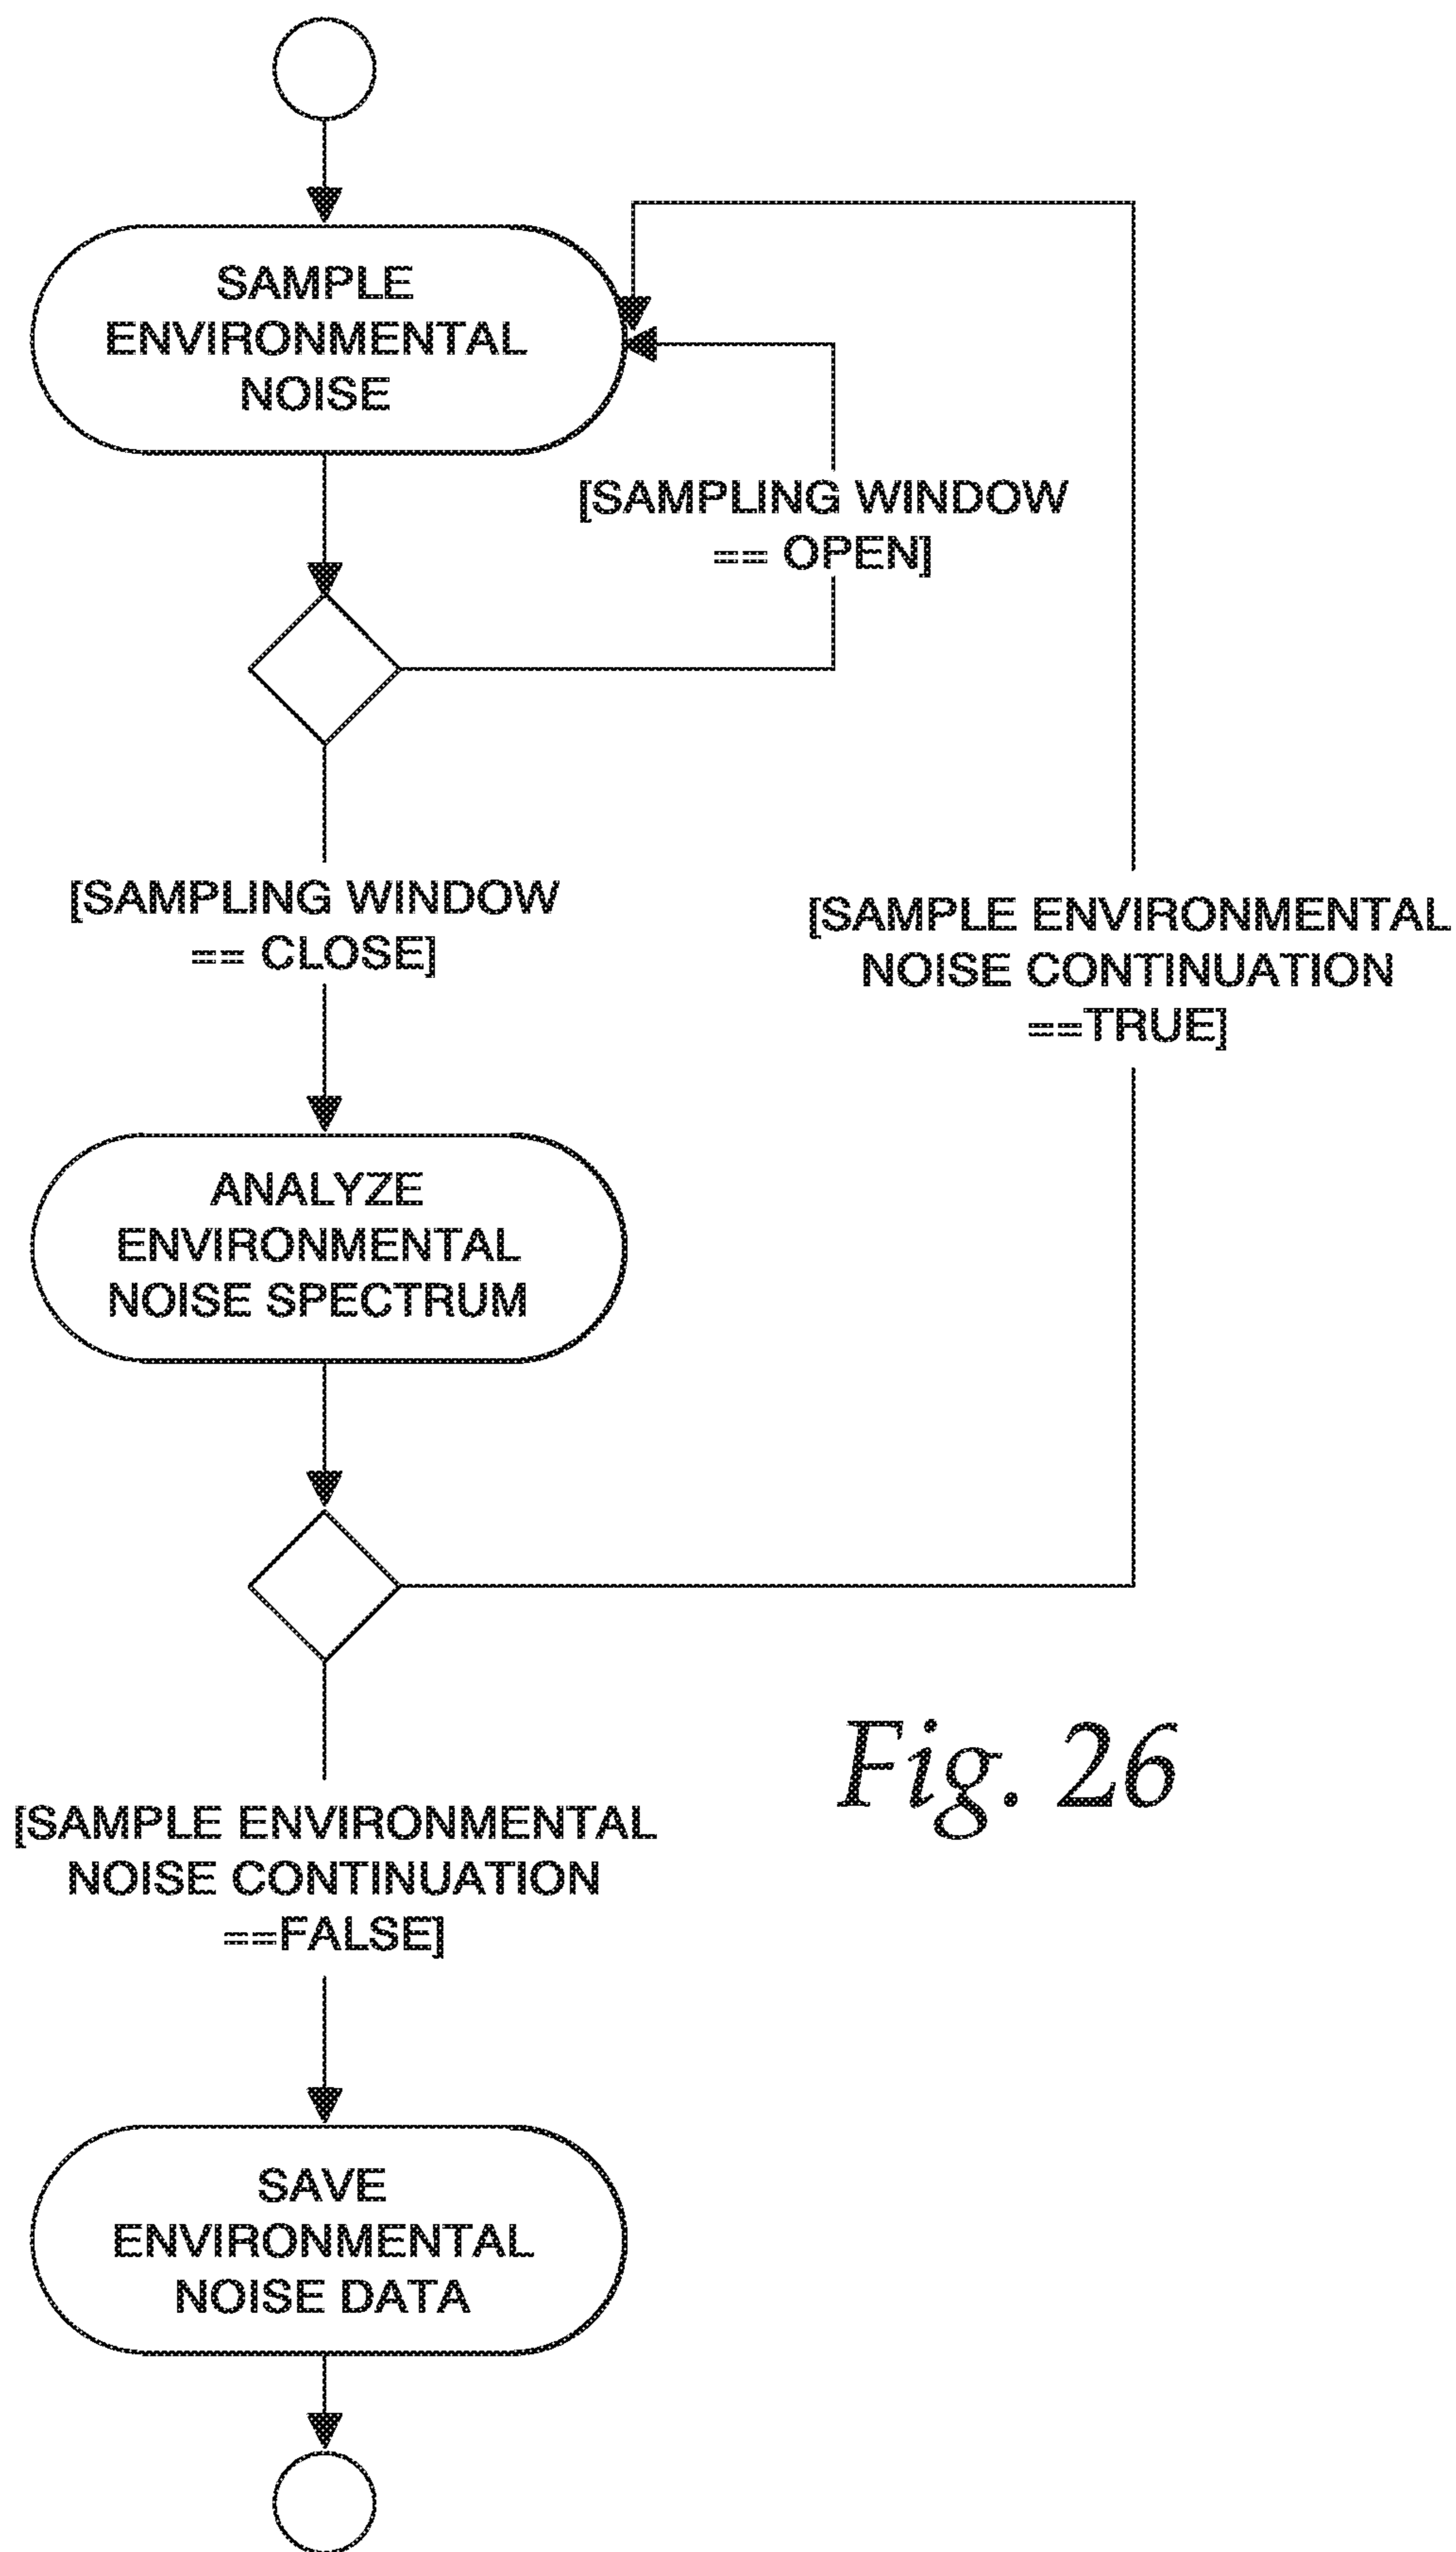 SAMPLE
ENVIRONMENTAL
NOISE
[SAMPLING WINDOW
== OPEN]
[SAMPLING WINDOW
== CLOSE]
[SAMPLE ENVIRONMENTAL
NOISE CONTINUATION
==TRUE]
ANALYZE
ENVIRONMENTAL
NOISE SPECTRUM
Fig. 26
[SAMPLE ENVIRONMENTAL
NOISE CONTINUATION
==FALSE]
SAVE
ENVIRONMENTAL
NOISE DATA